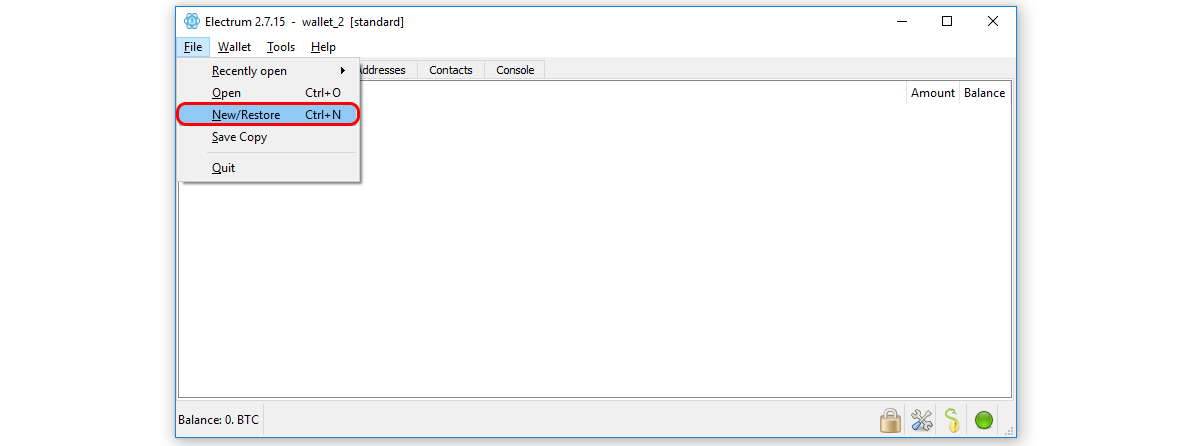 Electrum 2.7.15 - wallet_2 [standard]
File Wallet Tools Help
Addresses Contacts Console
Recently open
Open Ctrl+O
New/Restore Ctrl+N
Save Copy
Quit
Amount Balance
Balance: 0. BTC